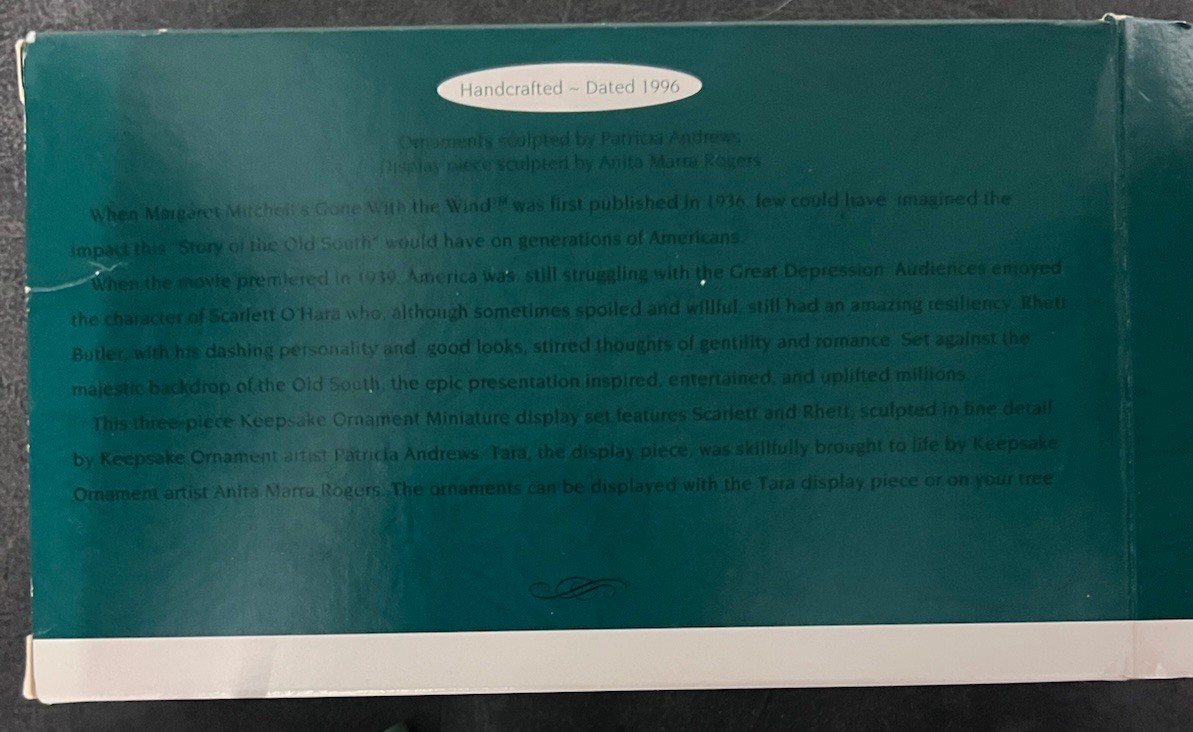 Handcrafted ~ Dated 1996
Ornaments sculpted by Patricia Andrews
Display piece sculpted by Anita Marra Rogers
When Margaret Mitchell's Gone With the Wind™ was first published in 1936, few could have imagined the
impact this "Story of the Old South" would have on generations of Americans.
When the movie premiered in 1939, America was still struggling with the Great Depression. Audiences enjoyed
the character of Scarlett O'Hara who, although sometimes spoiled and willful, still had an amazing resiliency. Rhett
Butler, with his dashing personality and good looks, stirred thoughts of gentility and romance. Set against the
majestic backdrop of the Old South, the epic presentation inspired, entertained, and uplifted millions.
This three-piece Keepsake Ornament Miniature display set features Scarlett and Rhett, sculpted in fine detail
by Keepsake Ornament artist Patricia Andrews. Tara, the display piece, was skillfully brought to life by Keepsake
Ornament artist Anita Marra Rogers. The ornaments can be displayed with the Tara display piece or on your tree.